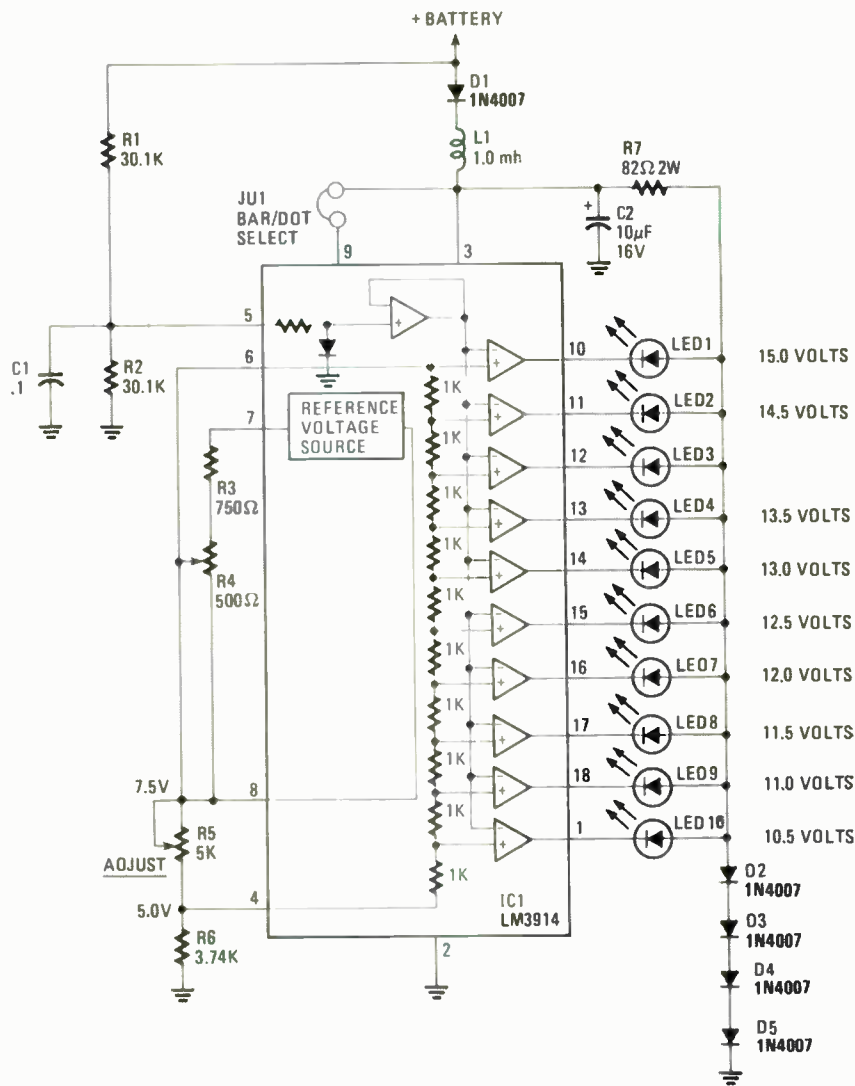 + BATTERY
D1
1N4007
R1
30.1K
L1
1.0 mh
R7
82Ω 2W
JU1
BAR/DOT
SELECT
+
C2
10μF
16V
9
3
5
+
C1
.1
R2
30.1K
6
10
LED1
15.0 VOLTS
1K
7
REFERENCE
VOLTAGE
SOURCE
11
LED2
14.5 VOLTS
1K
12
LED3
R3
750Ω
1K
13
LED4
13.5 VOLTS
1K
14
LED5
13.0 VOLTS
R4
500Ω
1K
15
LED6
12.5 VOLTS
1K
16
LEO7
12.0 VOLTS
1K
17
LED8
11.5 VOLTS
1K
7.5V
8
18
LEO9
11.0 VOLTS
1K
R5
5K
1
LED10
10.5 VOLTS
AOJUST
1K
O2
1N4007
5.0V
4
IC1
LM3914
O3
1N4007
R6
3.74K
2
D4
1N4007
D5
1N4007